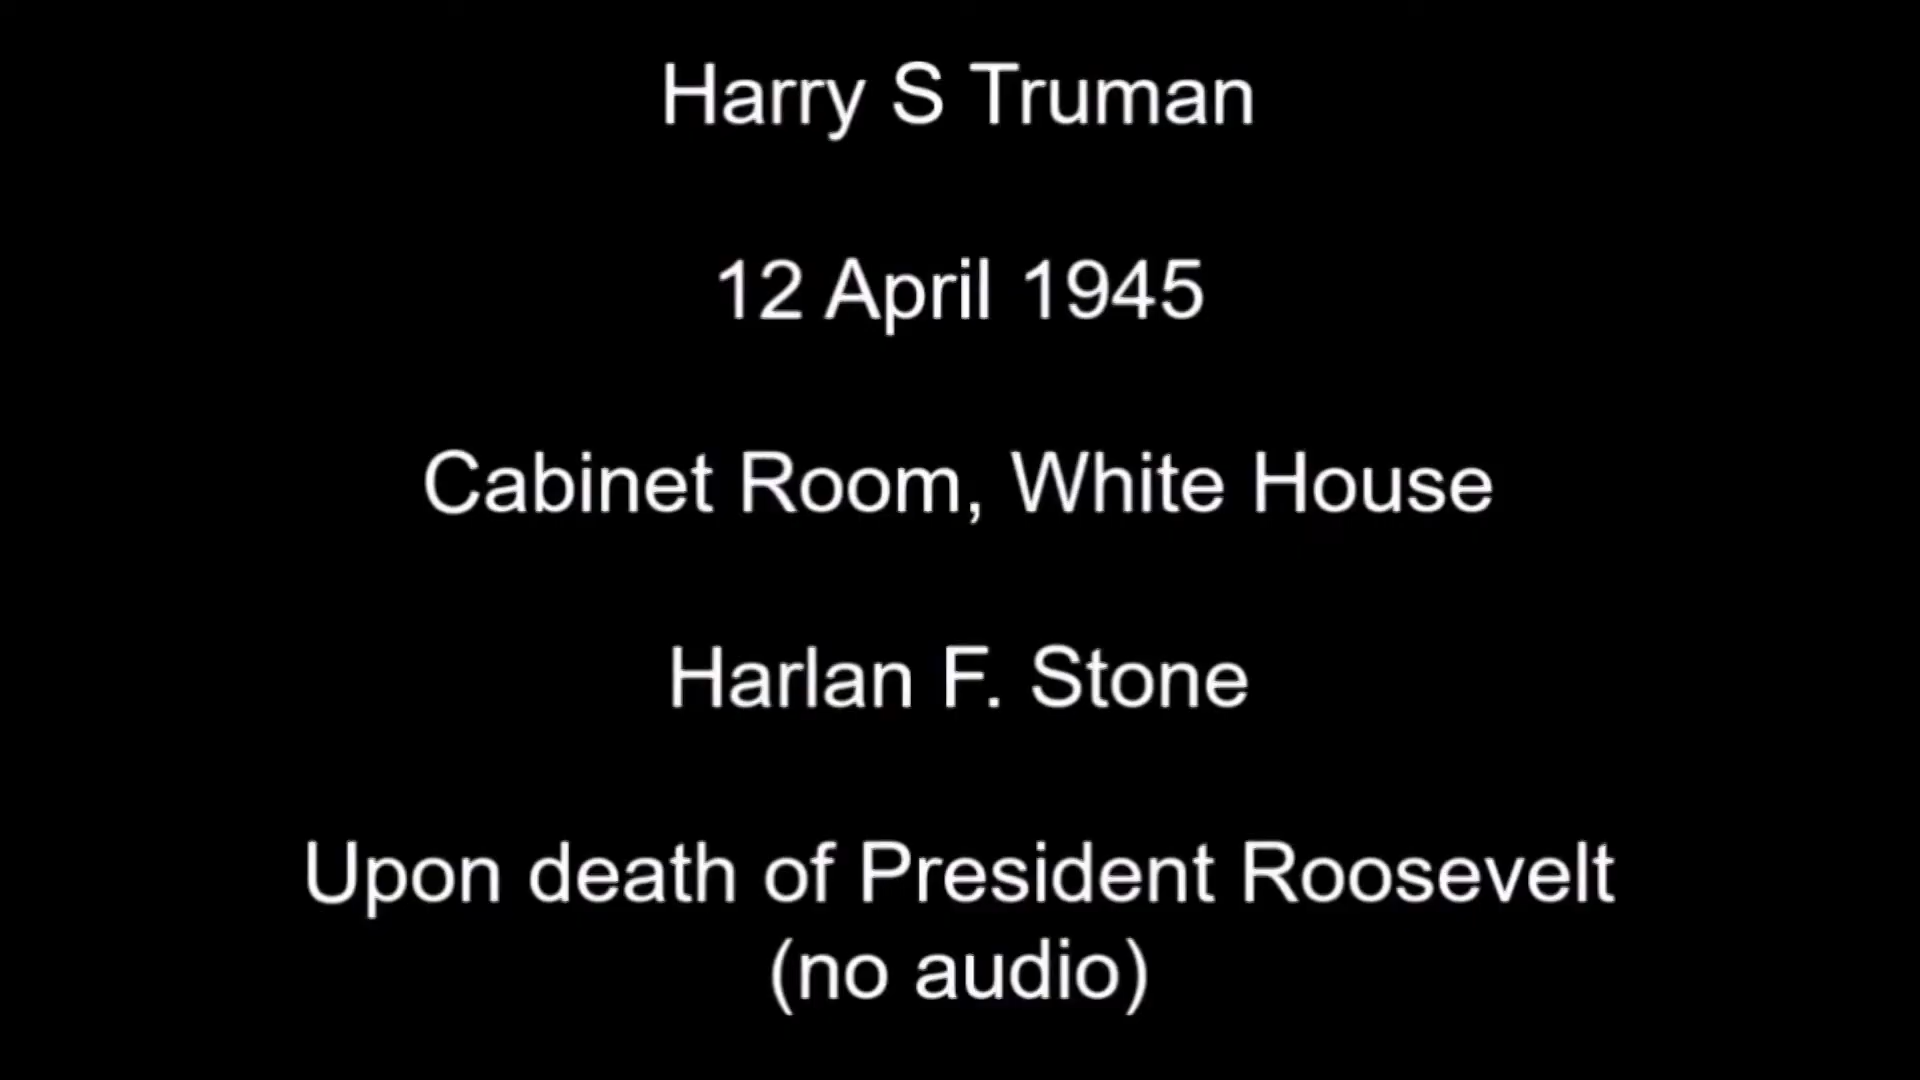 Harry S Truman
12 April 1945
Cabinet Room, White House
Harlan F. Stone
Upon death of President Roosevelt
(no audio)